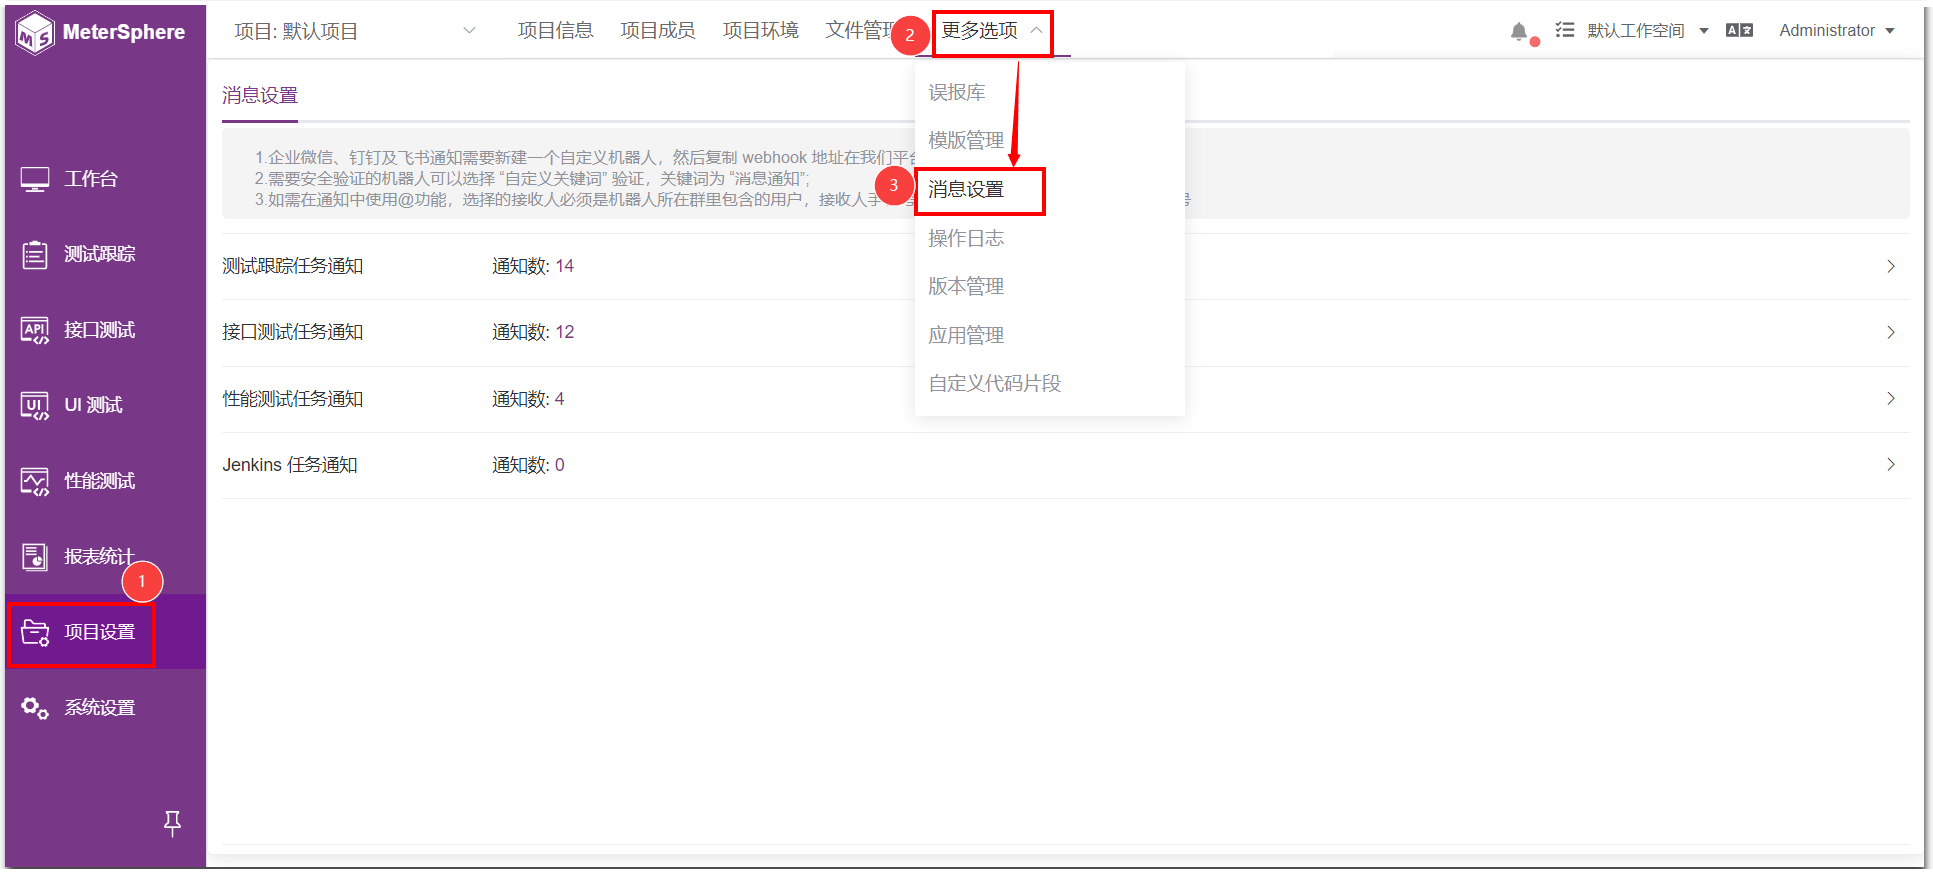 MeterSphere
项目: 默认项目
项目信息
项目成员
项目环境
文件管理
2
更多选项
默认工作空间
Administrator
消息设置
1.企业微信、钉钉及飞书通知需要新建一个自定义机器人，然后复制 webhook 地址在我们平台
2.需要安全验证的机器人可以选择 “自定义关键词” 验证，关键词为 “消息通知”;
3.如需在通知中使用@功能，选择的接收人必须是机器人所在群里包含的用户，接收人手
误报库
模版管理
3
消息设置
操作日志
版本管理
应用管理
自定义代码片段
测试跟踪任务通知 通知数: 14
接口测试任务通知 通知数: 12
性能测试任务通知 通知数: 4
Jenkins 任务通知 通知数: 0
工作台
测试跟踪
API 接口测试
UI UI 测试
性能测试
报表统计
1
项目设置
系统设置